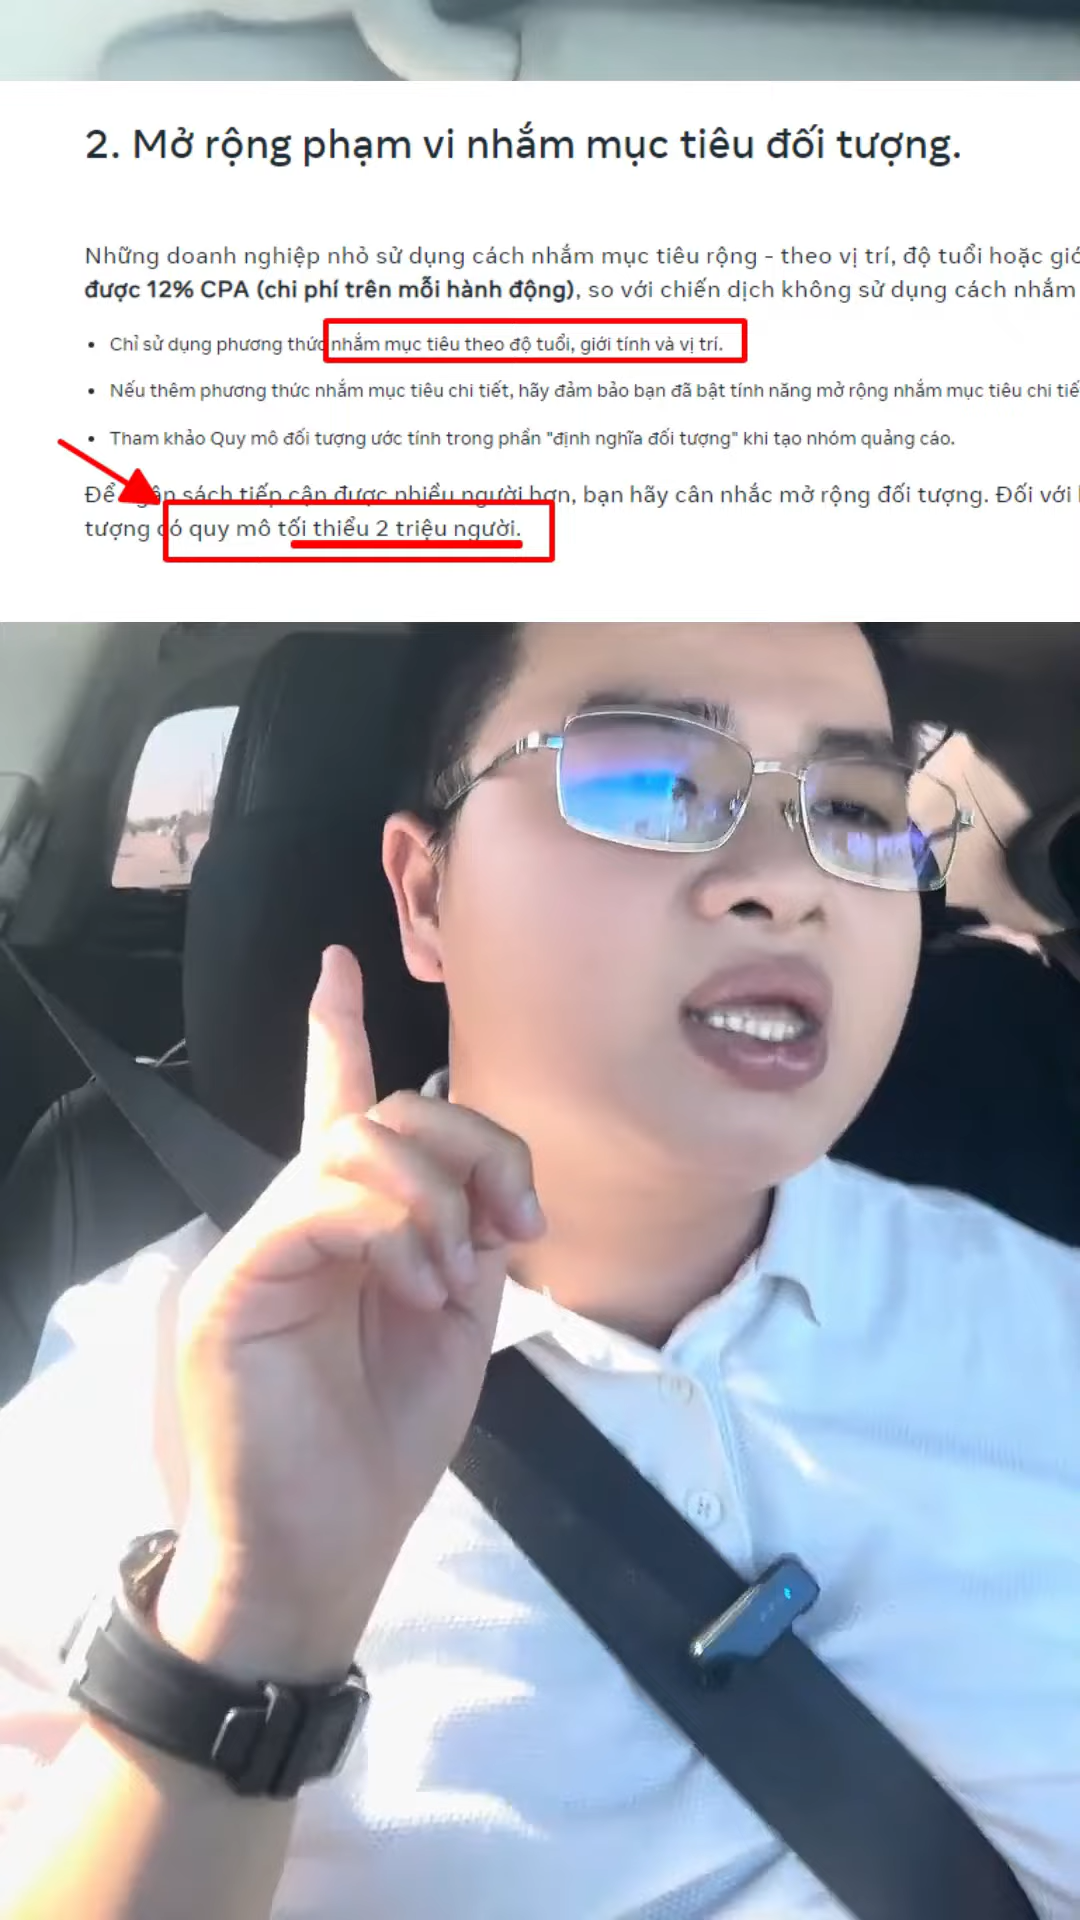 2. Mở rộng phạm vi nhắm mục tiêu đối tượng.
Những doanh nghiệp nhỏ sử dụng cách nhắm mục tiêu rộng - theo vị trí, độ tuổi hoặc
được 12% CPA (chi phí trên mỗi hành động), so với chiến dịch không sử dụng cách nhắm
• Chỉ sử dụng phương thức nhắm mục tiêu theo độ tuổi, giới tính và vị trí.
• Nếu thêm phương thức nhắm mục tiêu chi tiết, hãy đảm bảo bạn đã bật tính năng mở rộng nhắm mục tiêu chi
• Tham khảo Quy mô đối tượng ước tính trong phần "định nghĩa đối tượng" khi tạo nhóm quảng cáo.
Để sách tiếp cận được nhiều người hơn, bạn hãy cân nhắc mở rộng đối tượng. Đối với
tượng có quy mô tối thiểu 2 triệu người.